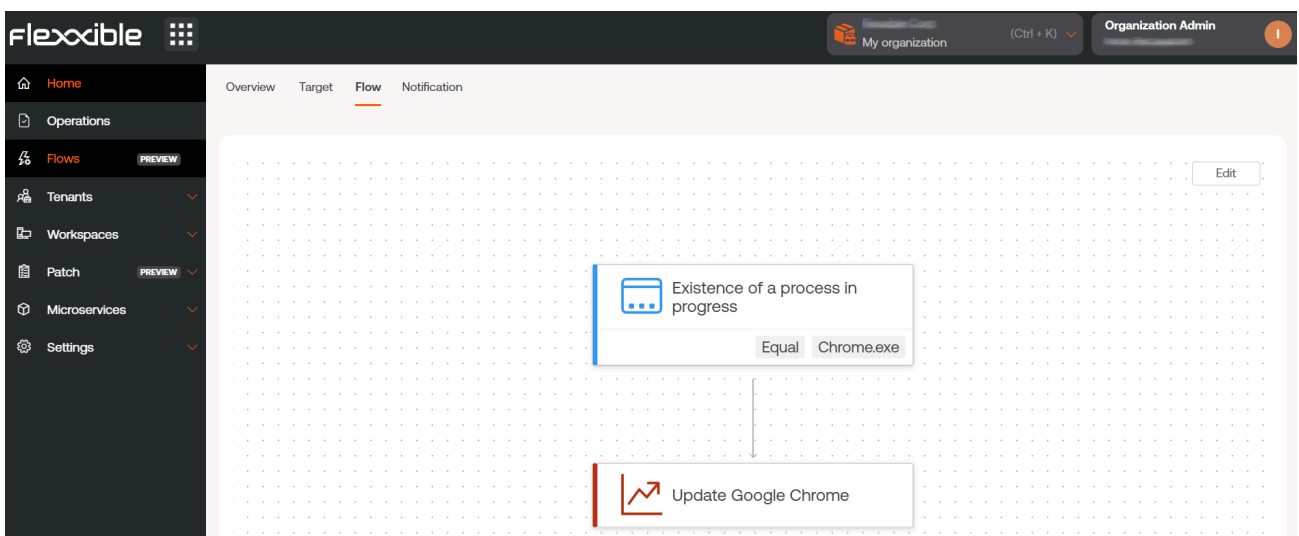 Flexxible
My organization
(Ctrl + K)
Organization Admin
I
Home
Operations
Flows PREVIEW
Tenants
Workspaces
Patch PREVIEW
Microservices
Settings
Overview Target Flow Notification
Edit
Existence of a process in
progress
Equal Chrome.exe
Update Google Chrome